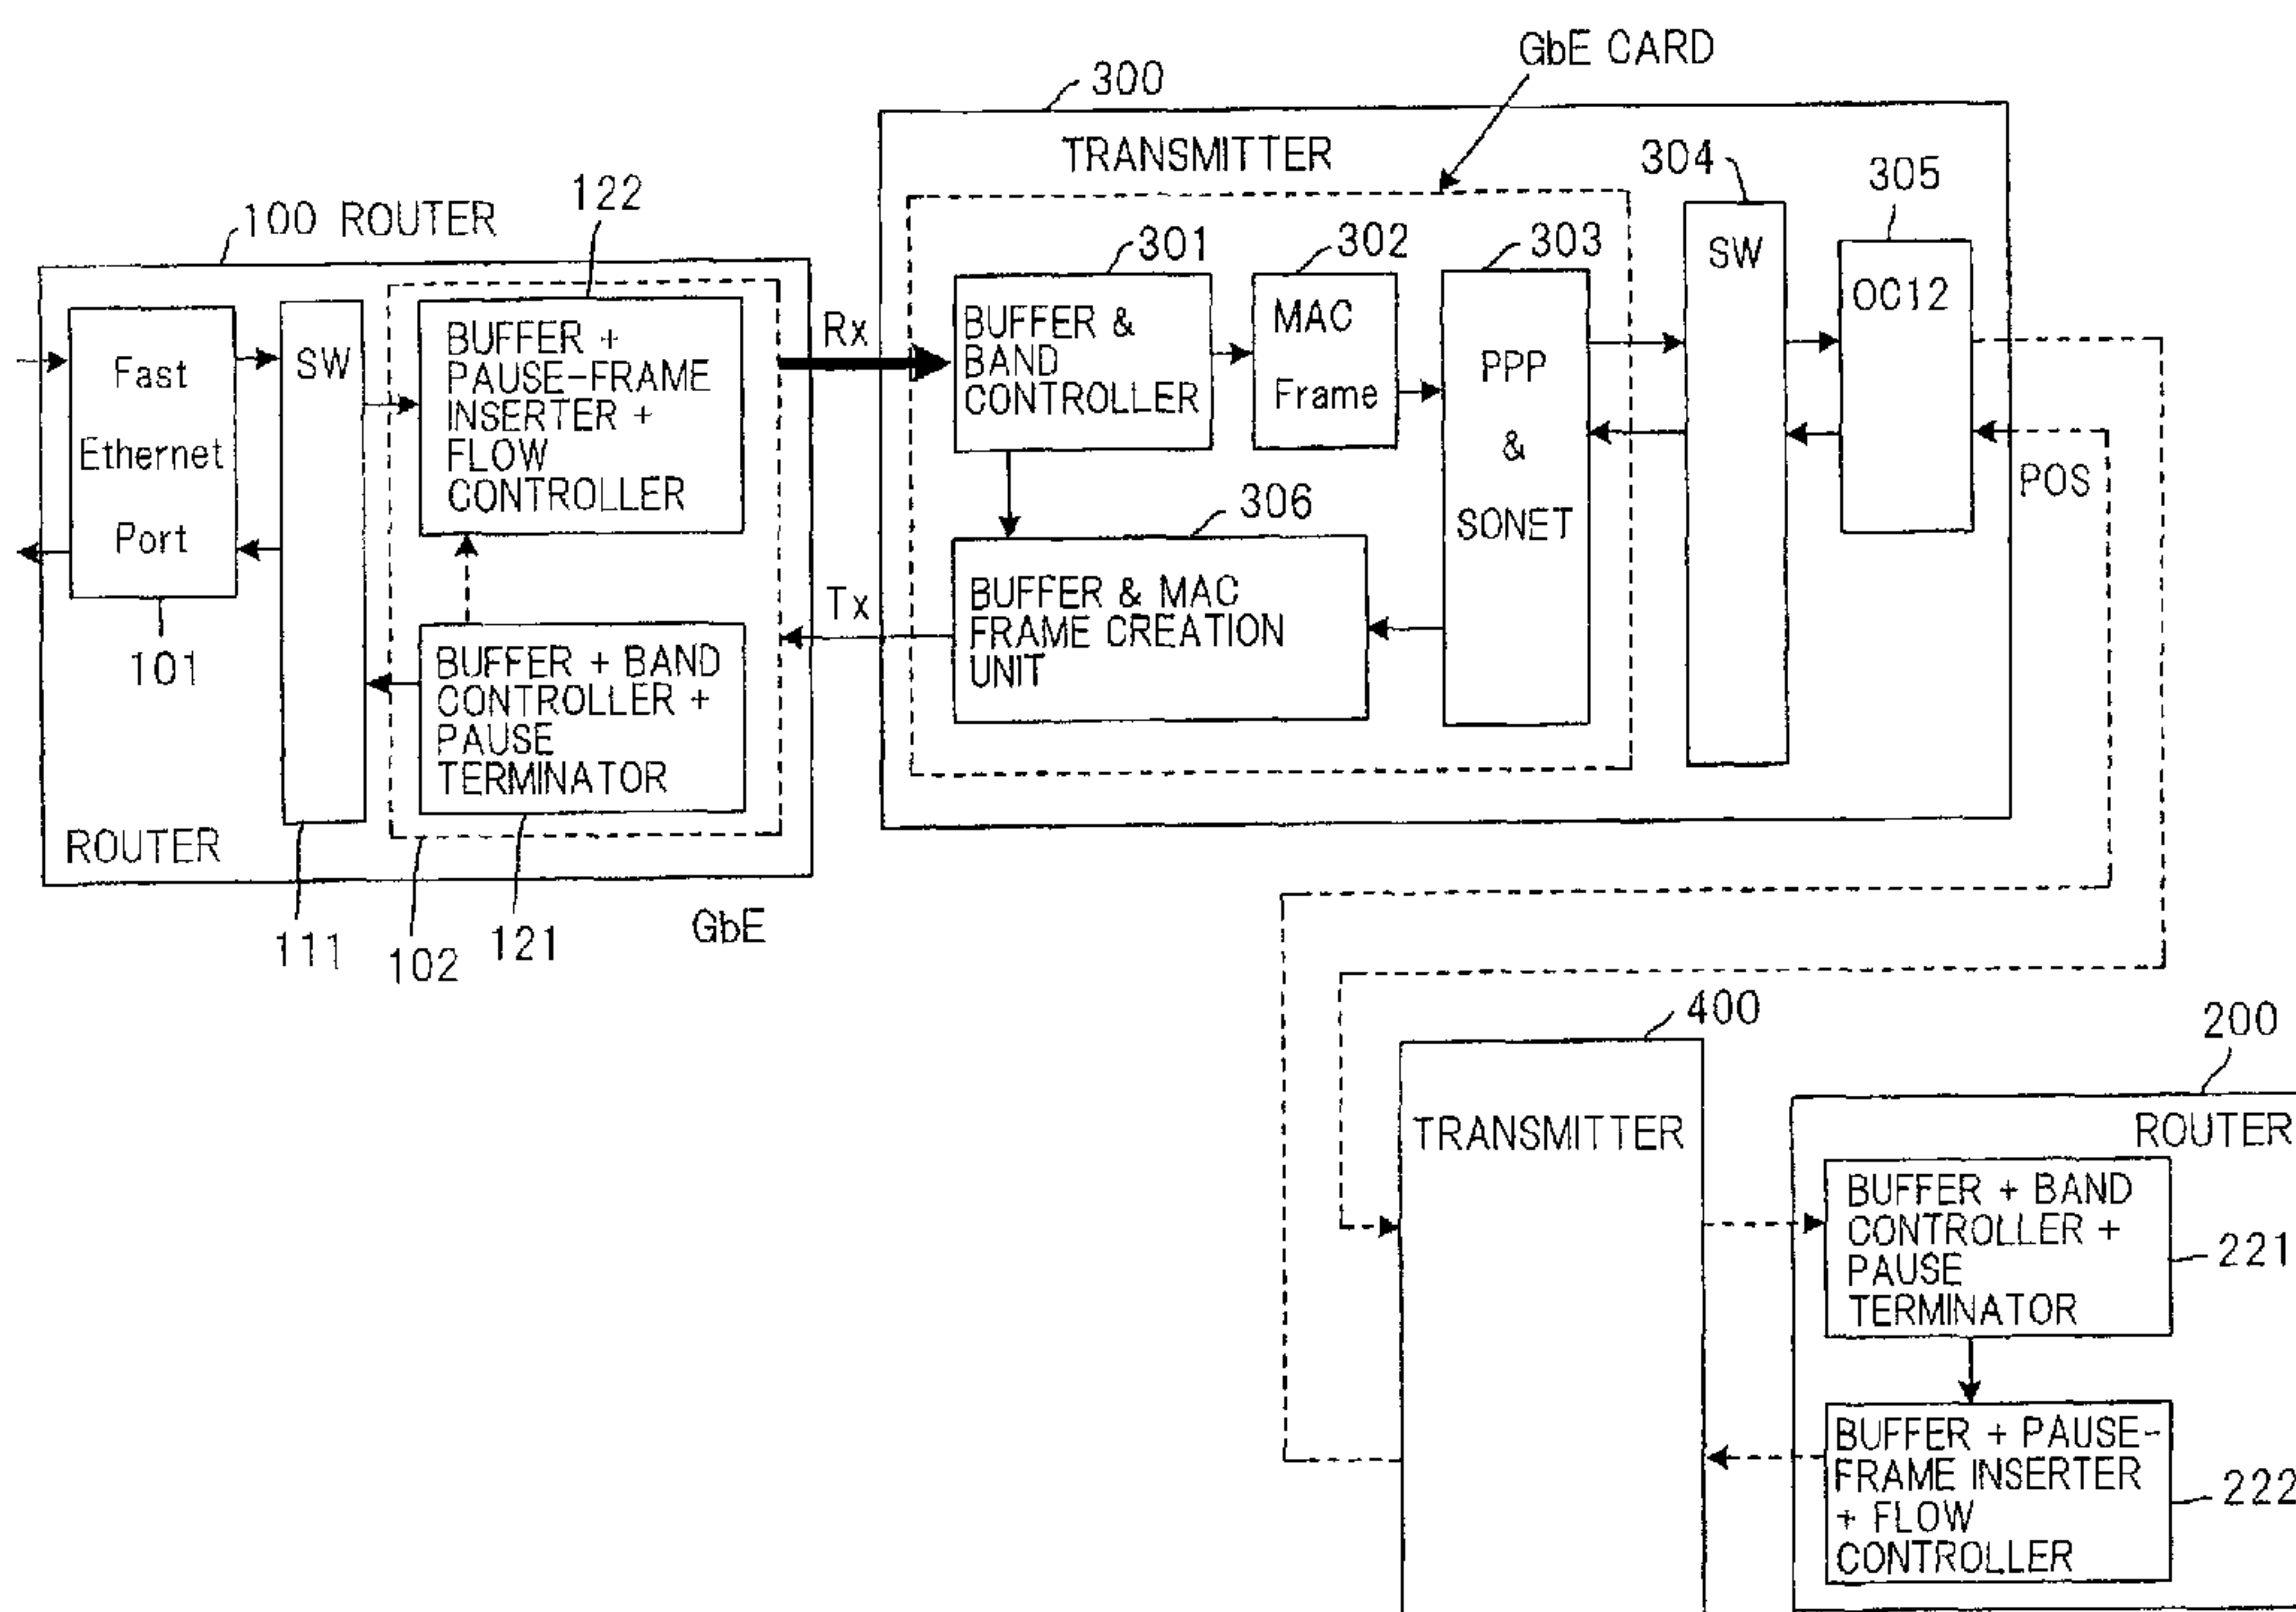 GbE CARD
300
TRANSMITTER
304
305
122
100 ROUTER
301
302
303
SW
OC12
Rx
BUFFER +
PAUSE-FRAME
INSERTER +
FLOW
CONTROLLER
SW
Fast
Ethernet
Port
BUFFER &
BAND
CONTROLLER
MAC
Frame
PPP
&
SONET
POS
306
Tx
BUFFER & MAC
FRAME CREATION
UNIT
101
BUFFER + BAND
CONTROLLER +
PAUSE
TERMINATOR
ROUTER
111
102
121
GbE
400
200
TRANSMITTER
ROUTER
BUFFER + BAND
CONTROLLER +
PAUSE
TERMINATOR
221
BUFFER + PAUSE-
FRAME INSERTER
+ FLOW
CONTROLLER
222